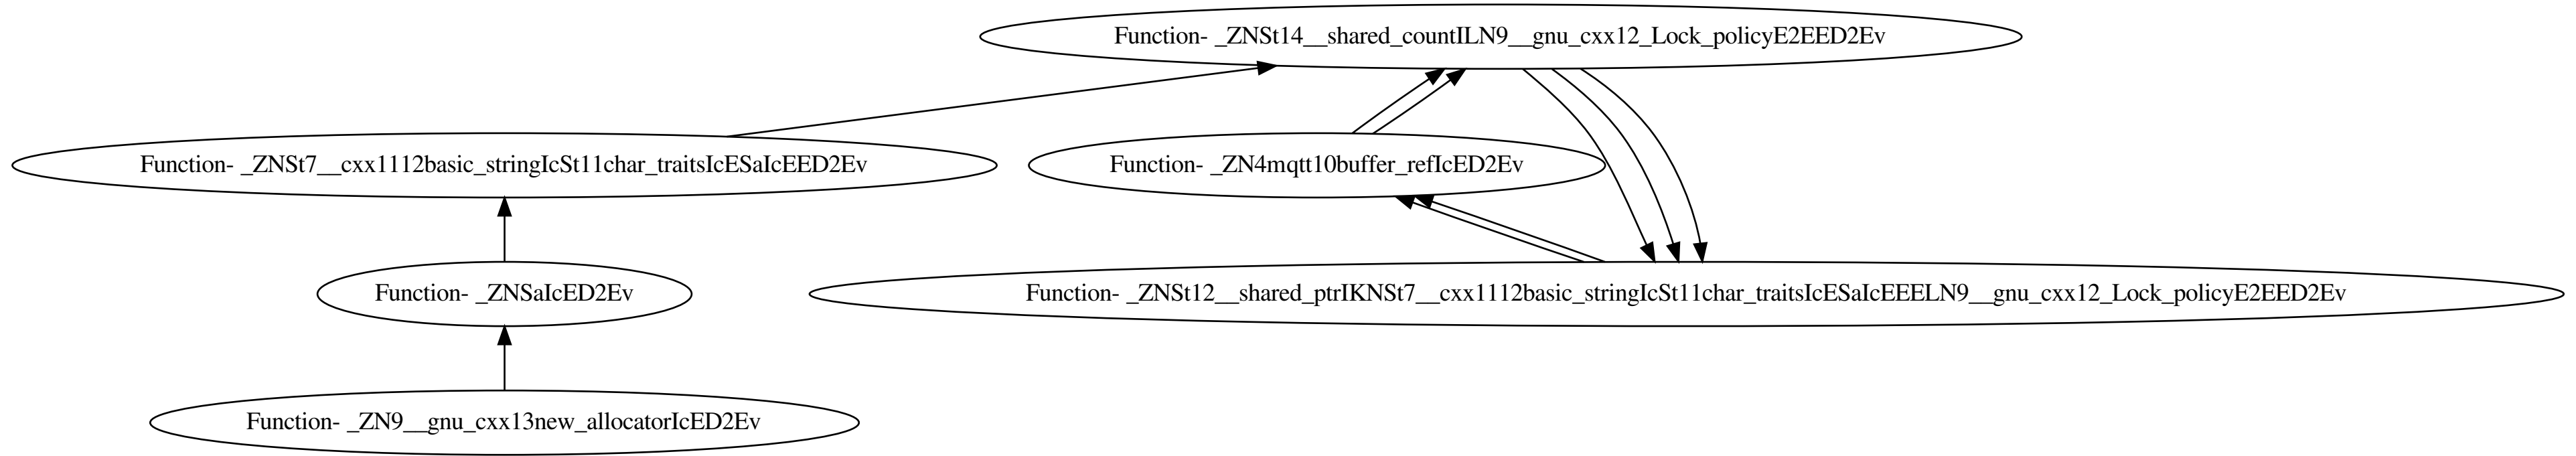 Function- _ZNSt14__shared_countILN9__gnu_cxx12_Lock_policyE2EED2Ev
Function- _ZNSt7__cxx1112basic_stringIcSt11char_traitsIcESaIcEED2Ev
Function- _ZN4mqtt10buffer_refIcED2Ev
Function- _ZNSaIcED2Ev
Function- _ZNSt12__shared_ptrIKNSt7__cxx1112basic_stringIcSt11char_traitsIcESaIcEEELN9__gnu_cxx12_Lock_policyE2EED2Ev
Function- _ZN9__gnu_cxx13new_allocatorIcED2Ev